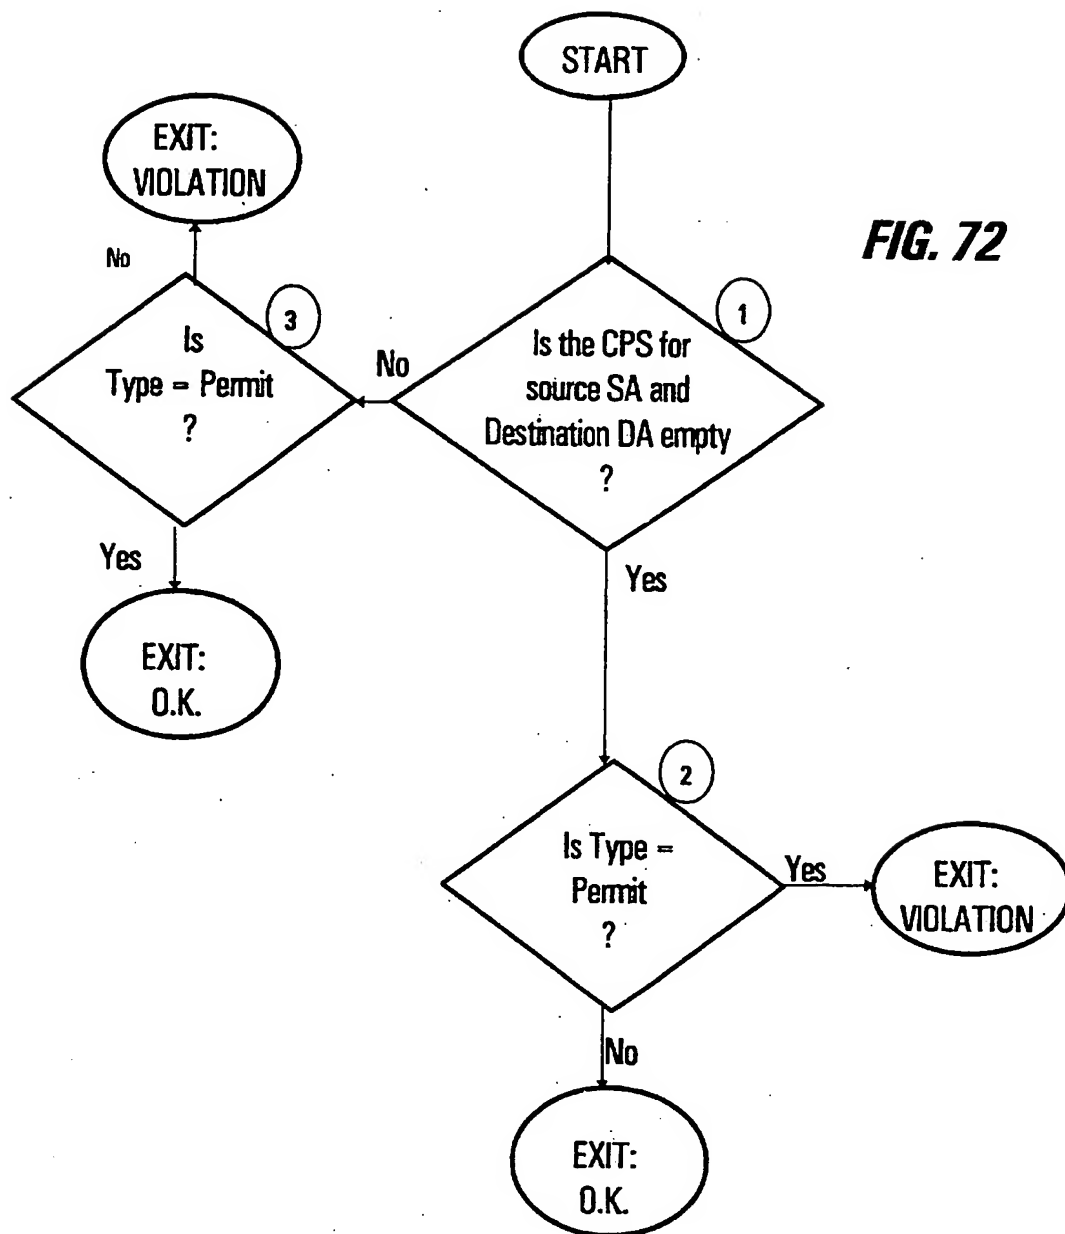 START
EXIT:
VIOLATION
FIG. 72
No
3
Is
Type = Permit
?
No
1
Is the CPS for
source SA and
Destination DA empty
?
Yes
EXIT:
O.K.
Yes
2
Is Type =
Permit
?
Yes
EXIT:
VIOLATION
No
EXIT:
O.K.